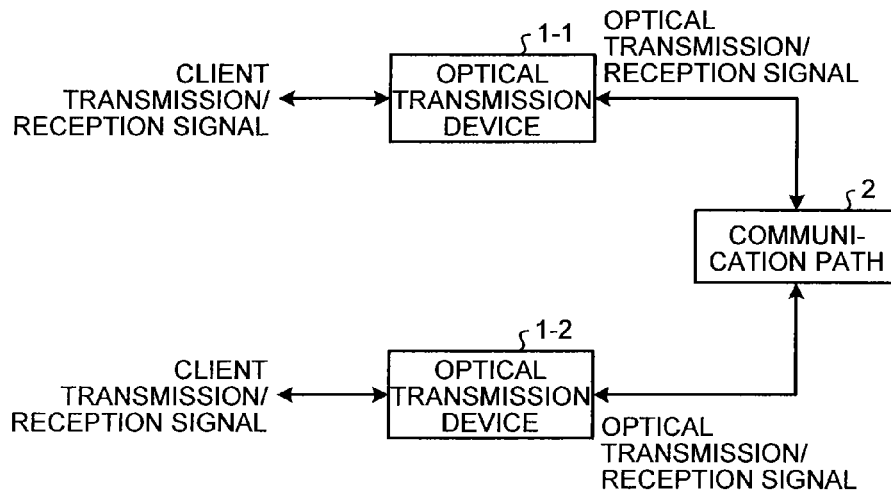 1-1
OPTICAL
TRANSMISSION/
RECEPTION SIGNAL
CLIENT
TRANSMISSION/
RECEPTION SIGNAL
OPTICAL
TRANSMISSION
DEVICE
2
COMMUNI-
CATION PATH
1-2
CLIENT
TRANSMISSION/
RECEPTION SIGNAL
OPTICAL
TRANSMISSION
DEVICE
OPTICAL
TRANSMISSION/
RECEPTION SIGNAL